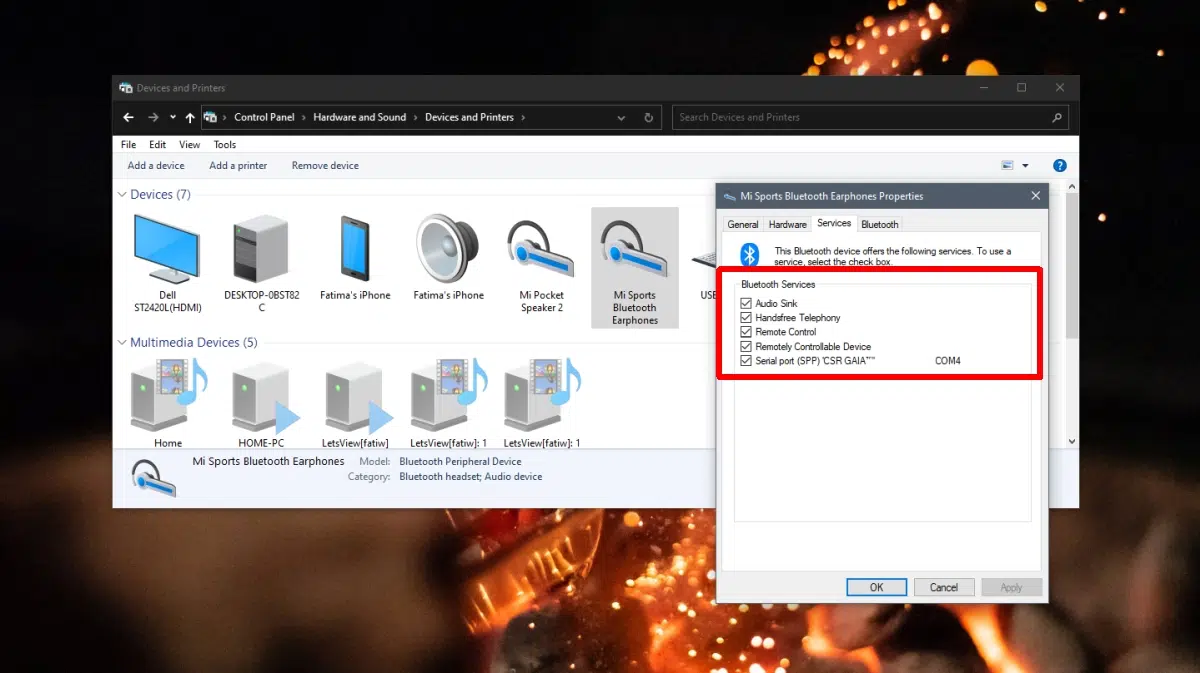 Devices and Printers
Control Panel > Hardware and Sound > Devices and Printers >
Search Devices and Printers
File Edit View Tools
Add a device Add a printer Remove device
Devices (7)
Dell
ST2420L(HDMI)
DESKTOP-0BST82
C
Fatima's iPhone
Fatima's iPhone
Mi Pocket
Speaker 2
Mi Sports
Bluetooth
Earphones
USB
Multimedia Devices (5)
Home
HOME-PC
LetsView[fatiw]
LetsView[fatiw]: 1
LetsView[fatiw]: 1
Mi Sports Bluetooth Earphones
Model: Bluetooth Peripheral Device
Category: Bluetooth headset; Audio device
Mi Sports Bluetooth Earphones Properties
General Hardware Services Bluetooth
This Bluetooth device offers the following services. To use a
service, select the check box.
Bluetooth Services
Audio Sink
Handsfree Telephony
Remote Control
Remotely Controllable Device
Serial port (SPP) 'CSR GAIA'™ COM4
OK Cancel Apply